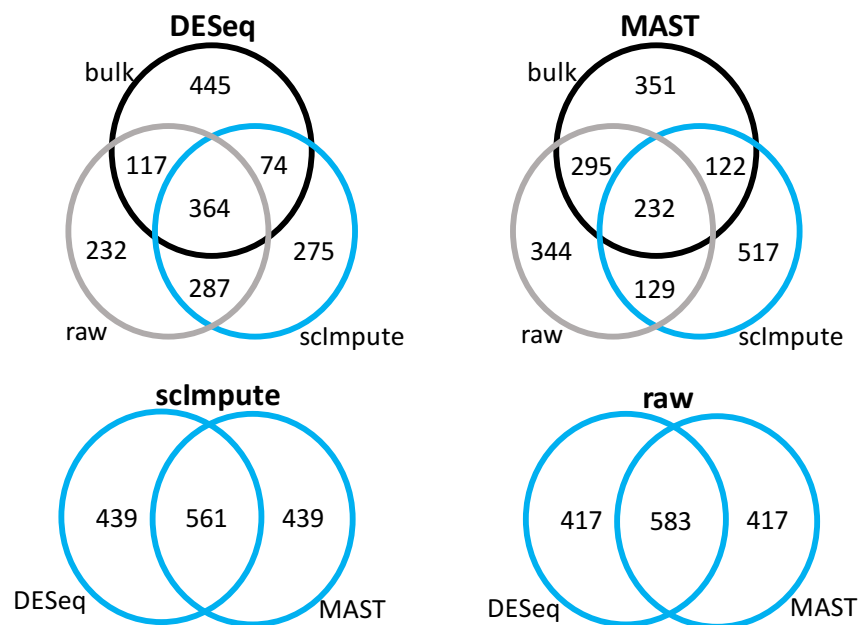 DESeq
bulk
445
117
74
364
232
275
287
raw
scImpute
MAST
bulk
351
295
122
232
344
517
129
raw
scImpute
scImpute
439
561
439
DESeq
MAST
raw
417
583
417
DESeq
MAST